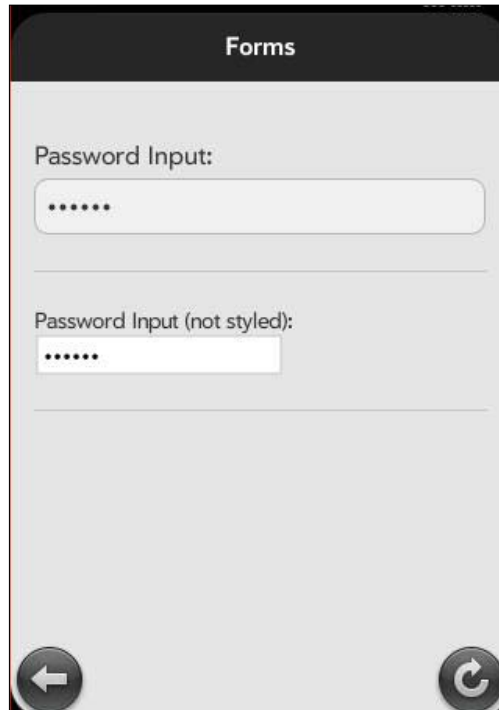 Forms
Password Input:
••••••
Password Input (not styled):
••••••